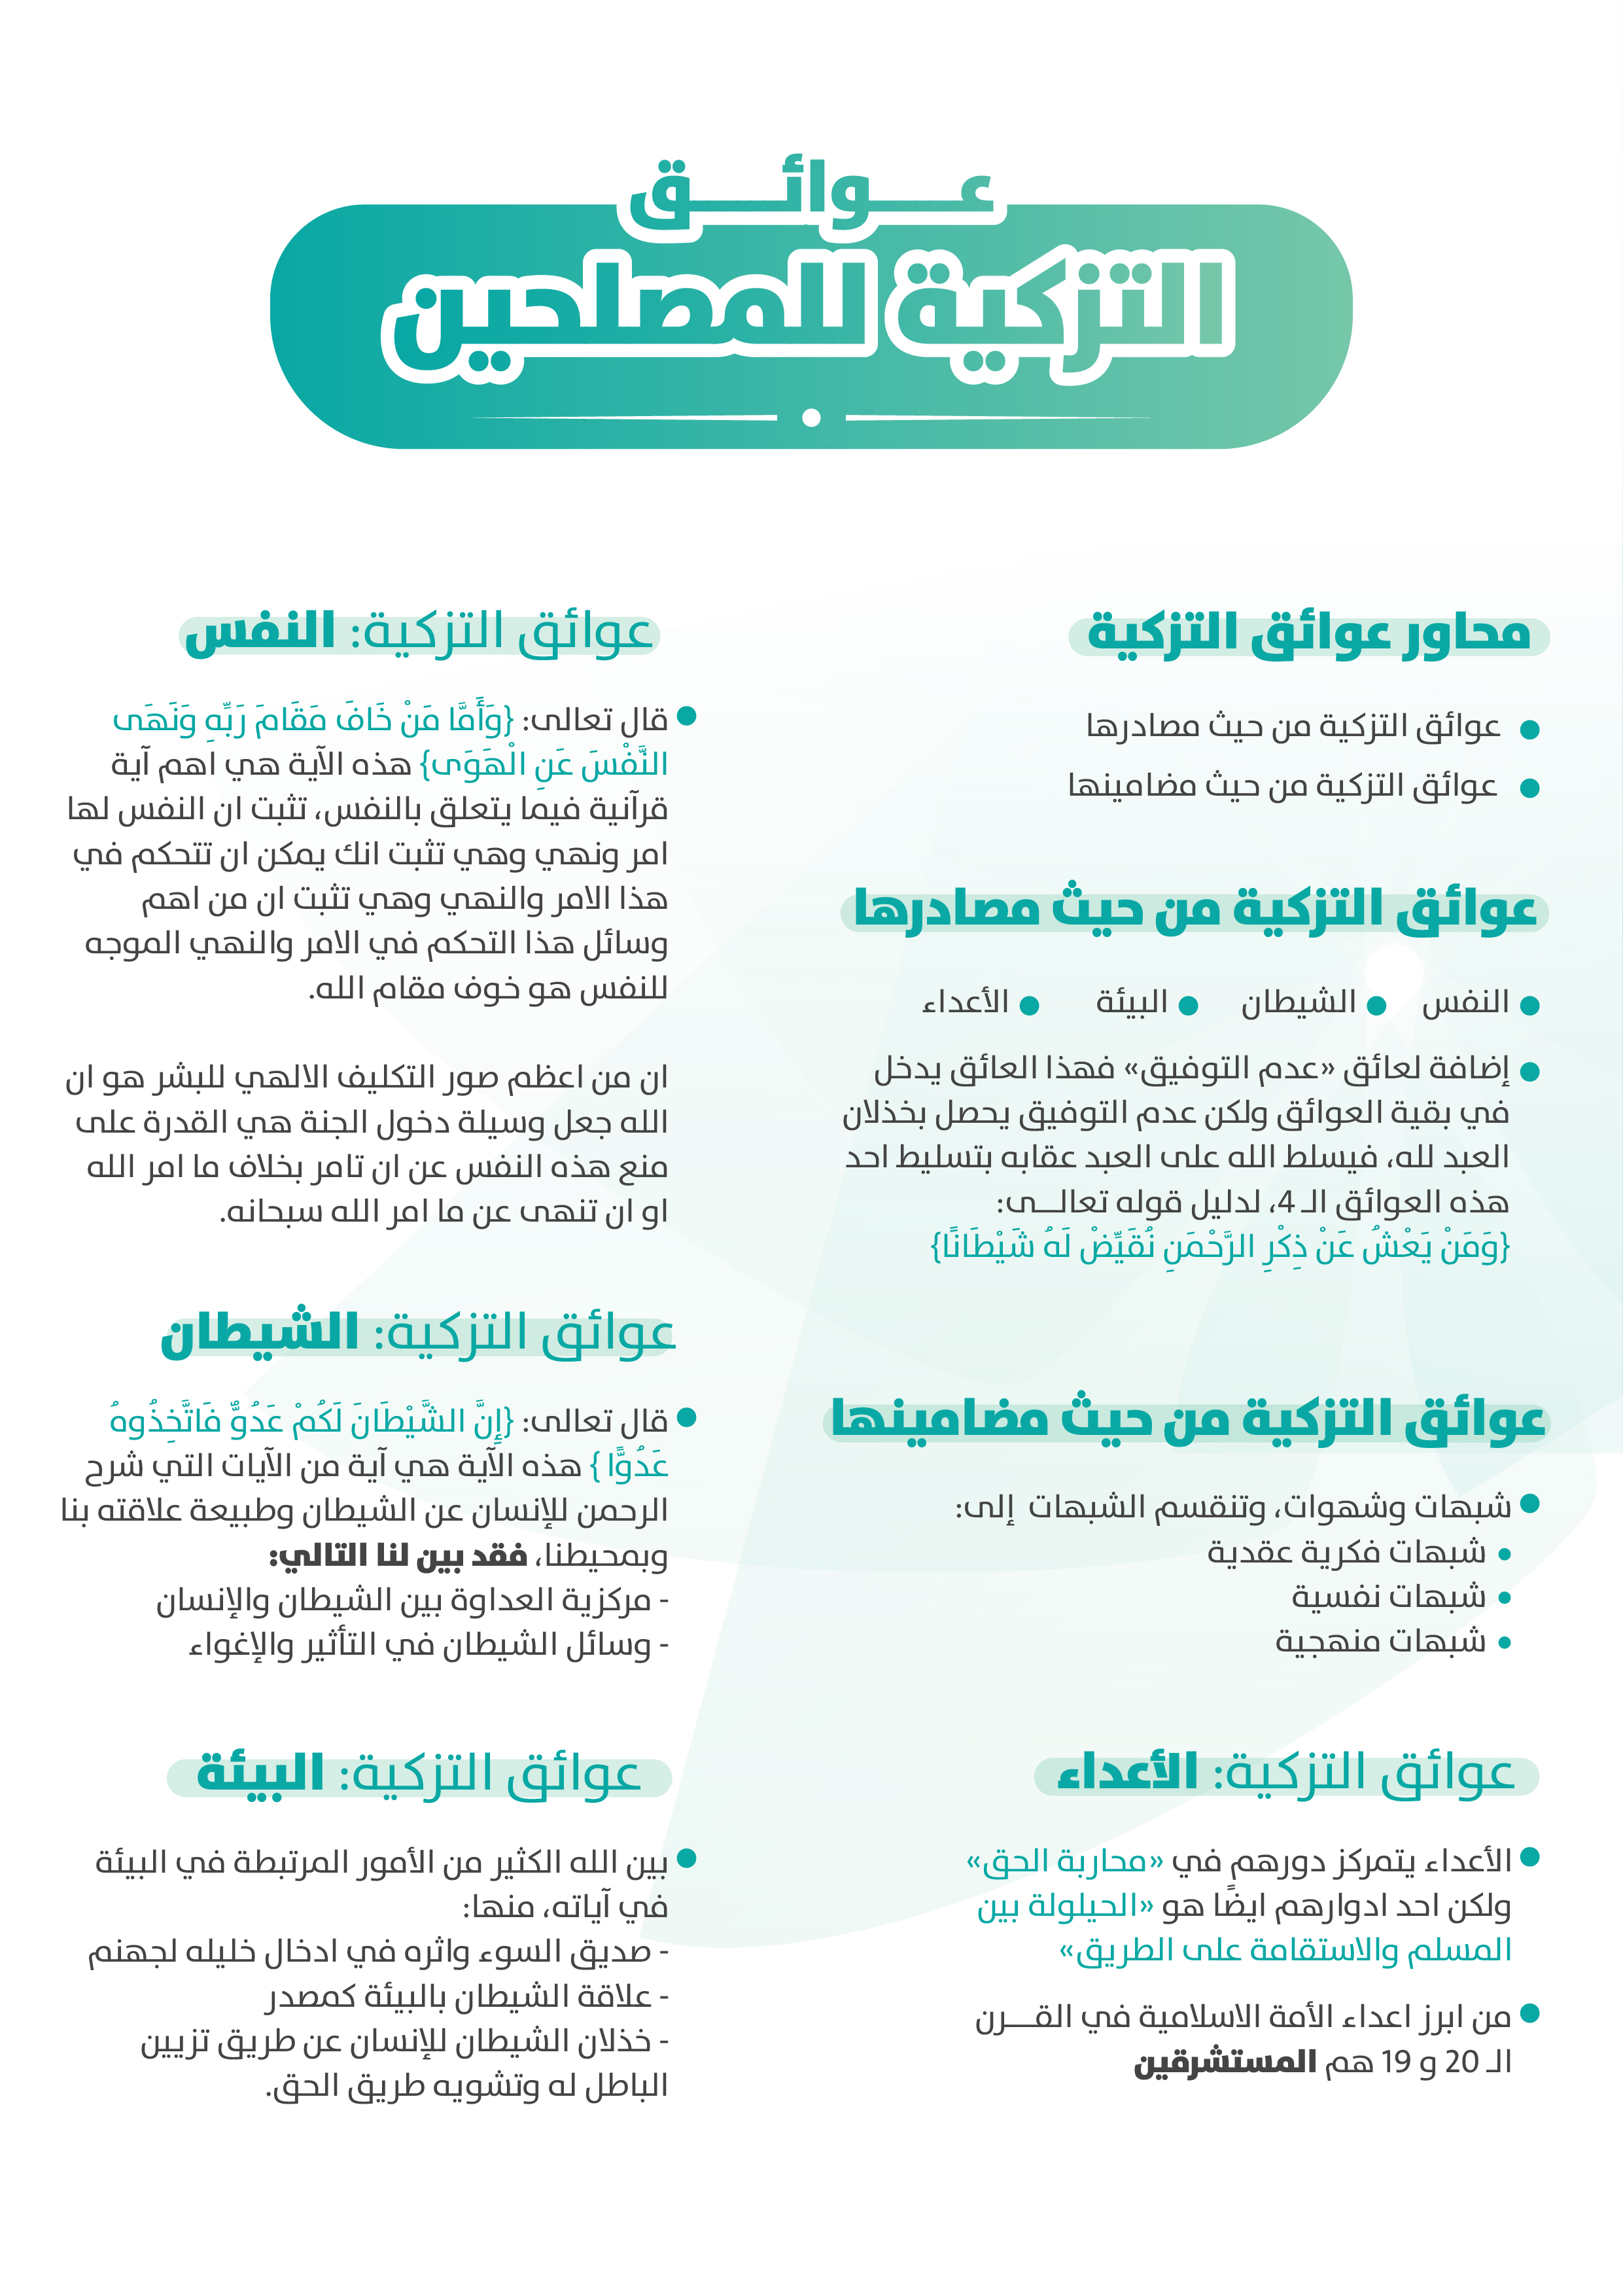 عـــوائــــق
التزكية للمصلحين
محاور عوائق التزكية
عوائق التزكية من حيث مصادرها
عوائق التزكية من حيث مضامينها
عوائق التزكية من حيث مصادرها
النفس
الشيطان
البيئة
الأعداء
إضافة لعائق «عدم التوفيق» فهذا العائق يدخل
في بقية العوائق ولكن عدم التوفيق يحصل بخذلان
العبد لله، فيسلط الله على العبد عقابه بتسليط احد
هذه العوائق الـ 4، لدليل قوله تعالـــى:
{وَمَنْ يَعْشُ عَنْ ذِكْرِ الرَّحْمَنِ نُقَيِّضْ لَهُ شَيْطَانًا}
عوائق التزكية من حيث مضامينها
شبهات وشهوات، وتنقسم الشبهات إلى:
شبهات فكرية عقدية
شبهات نفسية
شبهات منهجية
عوائق التزكية: الأعداء
الأعداء يتمركز دورهم في «محاربة الحق»
ولكن احد ادوارهم ايضًا هو «الحيلولة بين
المسلم والاستقامة على الطريق»
من ابرز اعداء الأمة الاسلامية في القـــرن
الـ 20 و 19 هم المستشرقين
عوائق التزكية: النفس
قال تعالى: {وَأَمَّا مَنْ خَافَ مَقَامَ رَبِّهِ وَنَهَى
النَّفْسَ عَنِ الْهَوَى} هذه الآية هي اهم آية
قرآنية فيما يتعلق بالنفس، تثبت ان النفس لها
امر ونهي وهي تثبت انك يمكن ان تتحكم في
هذا الامر والنهي وهي تثبت ان من اهم
وسائل هذا التحكم في الامر والنهي الموجه
للنفس هو خوف مقام الله.
ان من اعظم صور التكليف الالهي للبشر هو ان
الله جعل وسيلة دخول الجنة هي القدرة على
منع هذه النفس عن ان تامر بخلاف ما امر الله
او ان تنهى عن ما امر الله سبحانه.
عوائق التزكية: الشيطان
قال تعالى: {إِنَّ الشَّيْطَانَ لَكُمْ عَدُوٌّ فَاتَّخِذُوهُ
عَدُوًّا} هذه الآية هي آية من الآيات التي شرح
الرحمن للإنسان عن الشيطان وطبيعة علاقته بنا
وبمحيطنا، فقد بين لنا التالي:
- مركزية العداوة بين الشيطان والإنسان
- وسائل الشيطان في التأثير والإغواء
عوائق التزكية: البيئة
بين الله الكثير من الأمور المرتبطة في البيئة
في آياته، منها:
- صديق السوء واثره في ادخال خليله لجهنم
- علاقة الشيطان بالبيئة كمصدر
- خذلان الشيطان للإنسان عن طريق تزيين
الباطل له وتشويه طريق الحق.